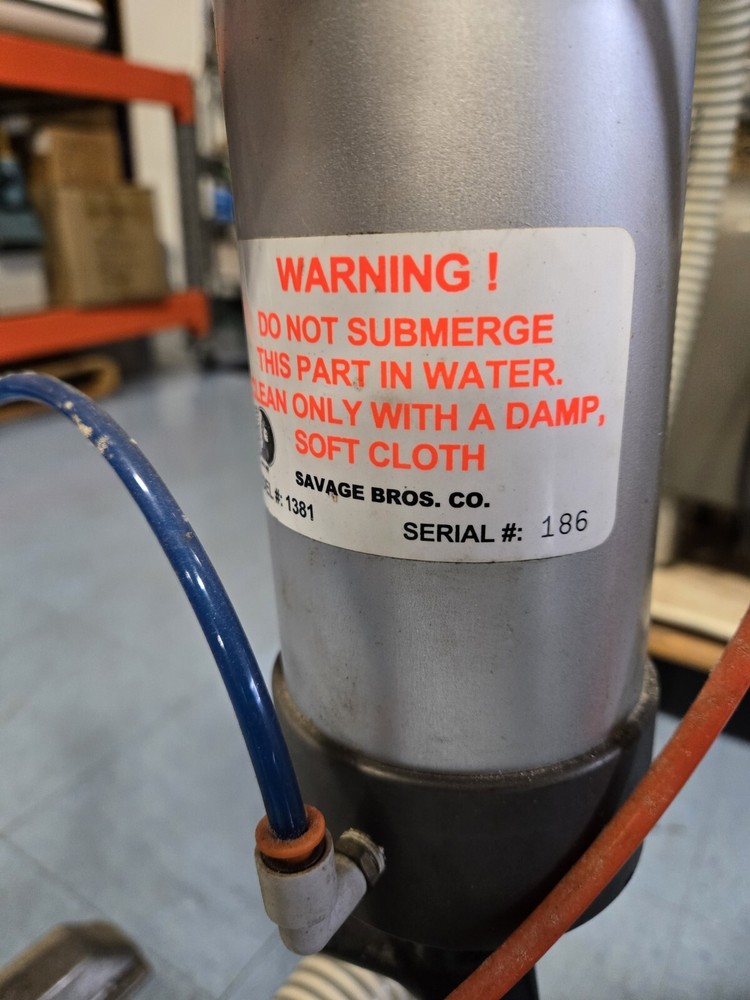 WARNING !
DO NOT SUBMERGE
THIS PART IN WATER.
CLEAN ONLY WITH A DAMP,
SOFT CLOTH
SAVAGE BROS. CO.
#: 1381
SERIAL #: 186